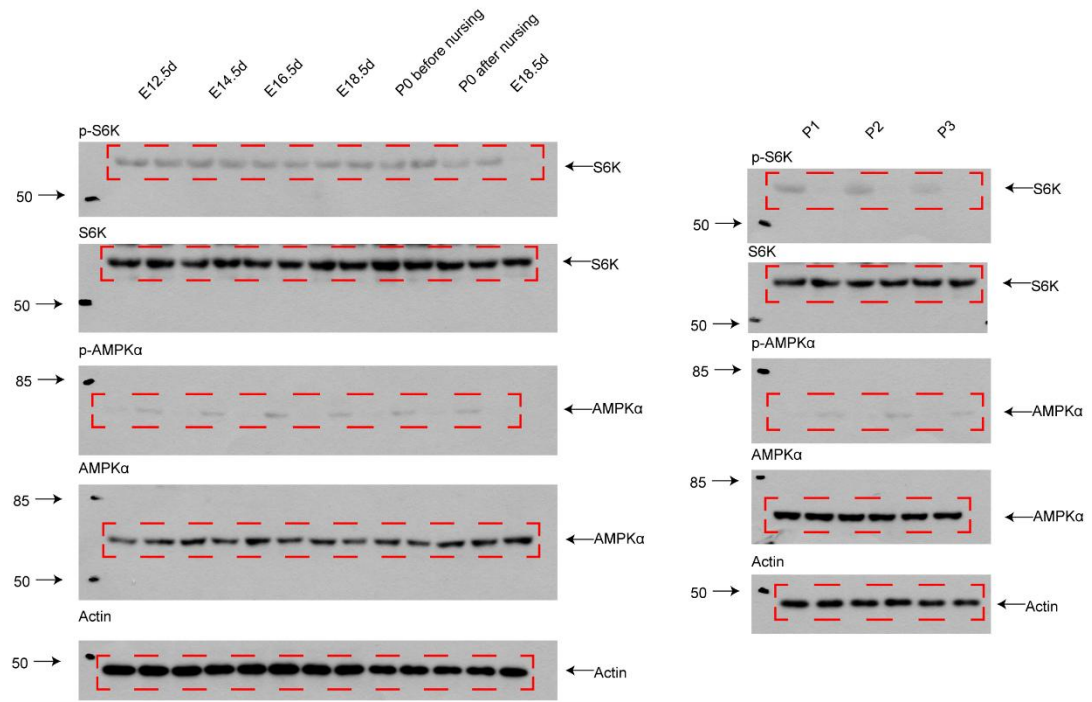 E12.5d
E14.5d
E16.5d
E18.5d
P0 before nursing
P0 after nursing
E18.5d
p-S6K
S6K
50
S6K
S6K
50
p-AMPKα
85
AMPKα
AMPKα
85
AMPKα
50
Actin
50
Actin
P1
P2
P3
p-S6K
S6K
50
S6K
S6K
50
p-AMPKα
85
AMPKα
AMPKα
85
AMPKα
Actin
50
Actin